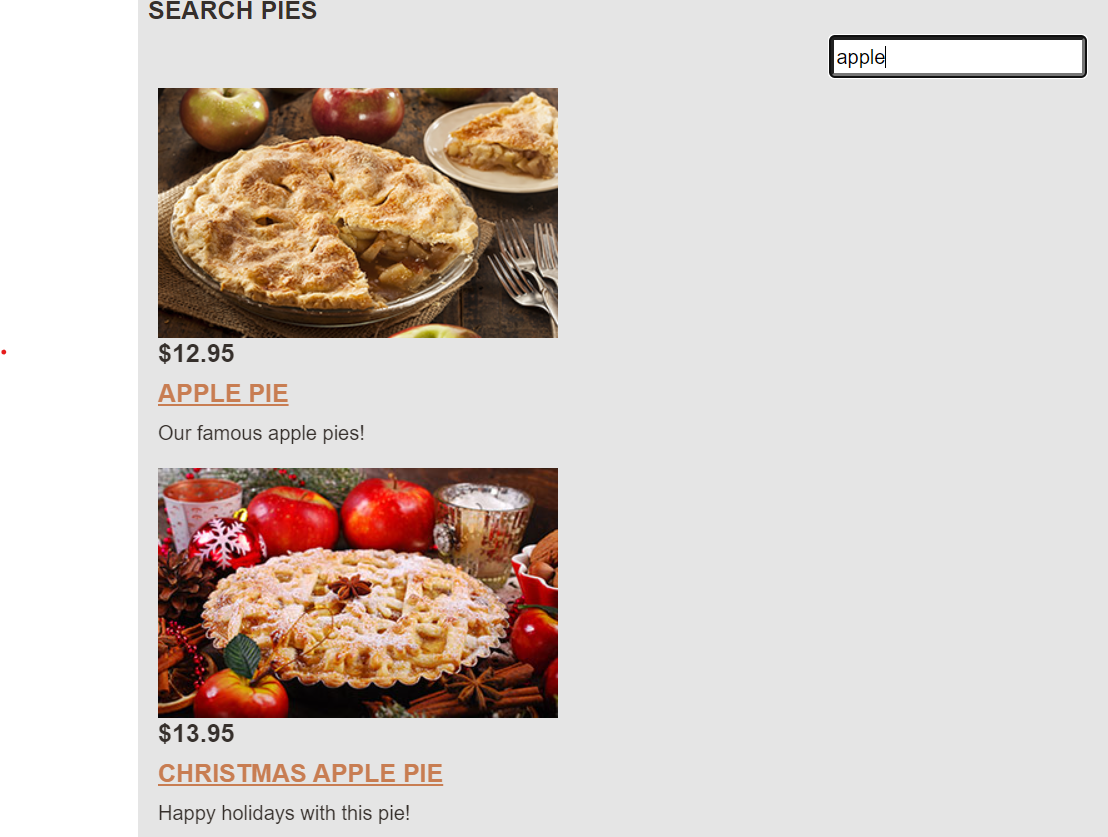 SEARCH PIES
apple
$12.95
APPLE PIE
Our famous apple pies!
$13.95
CHRISTMAS APPLE PIE
Happy holidays with this pie!